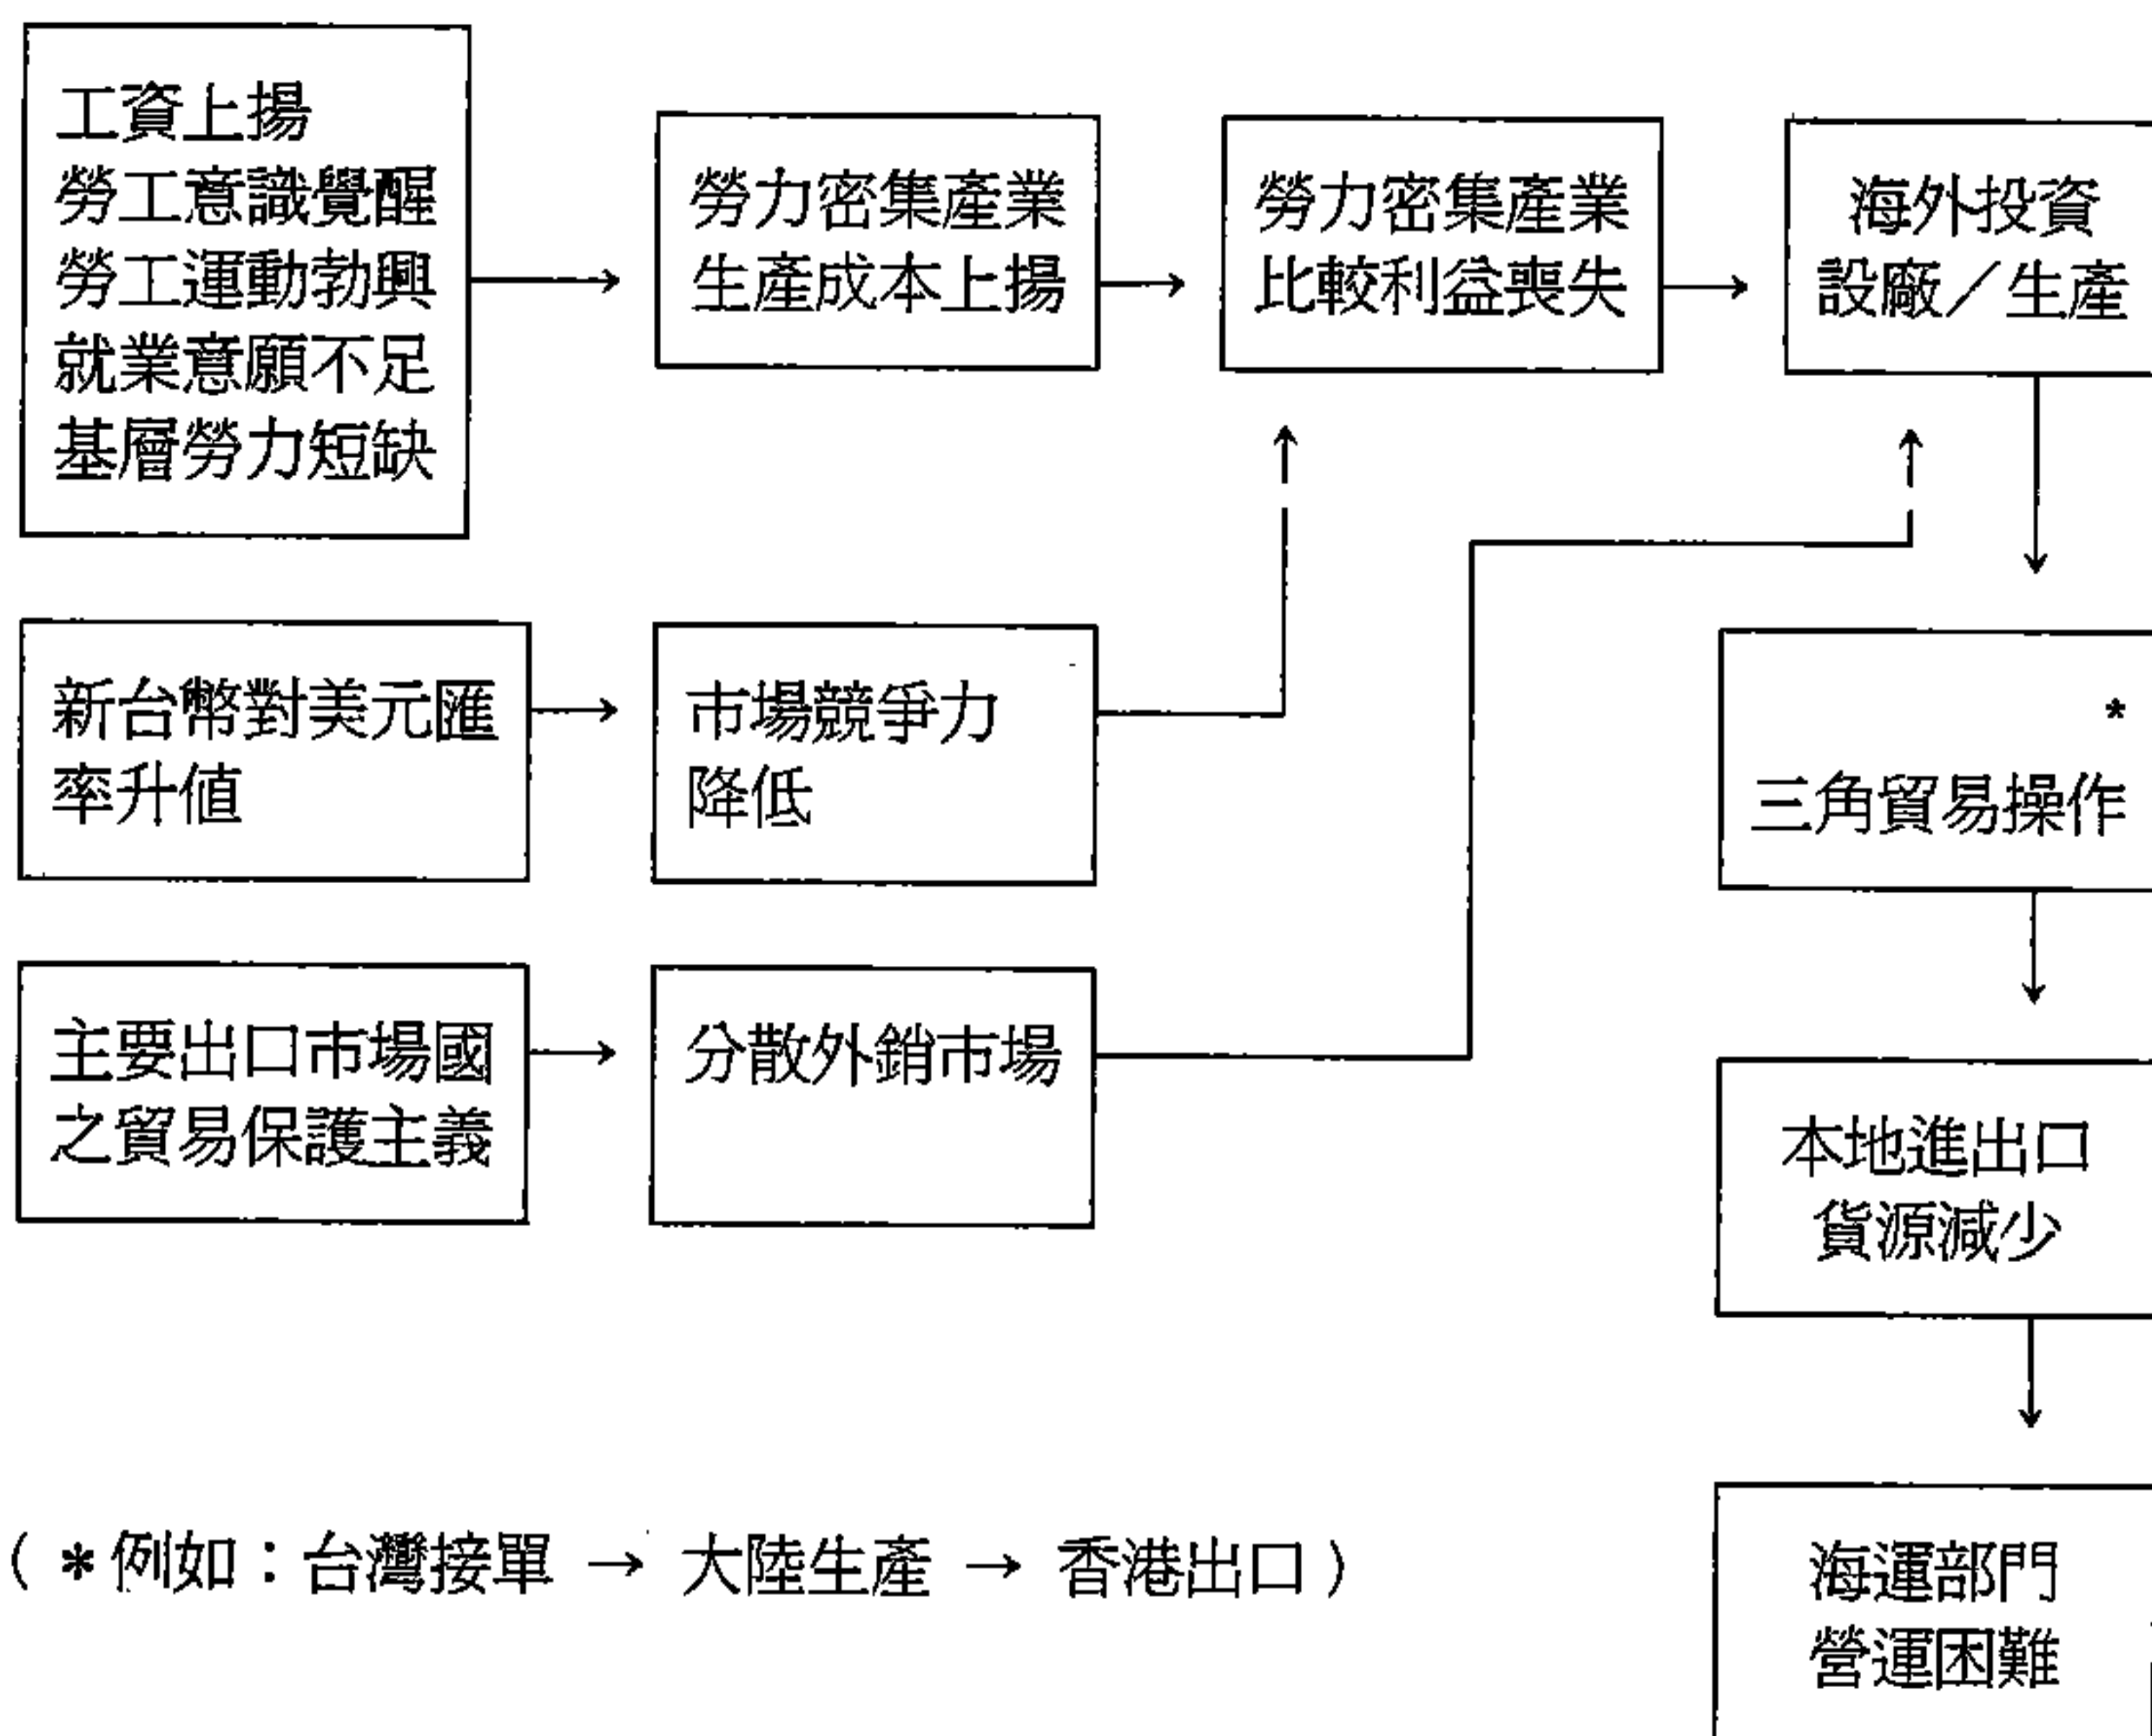 工資上揚
勞工意識覺醒
勞工運動勃興
就業意願不足
基層勞力短缺
勞力密集產業
生產成本上揚
勞力密集產業
比較利益喪失
海外投資
設廠／生產
新台幣對美元匯
率升值
市場競爭力
降低
*
三角貿易操作
主要出口市場國
之貿易保護主義
分散外銷市場
本地進出口
貨源減少
海運部門
營運困難
（*例如：台灣接單 → 大陸生產 → 香港出口）